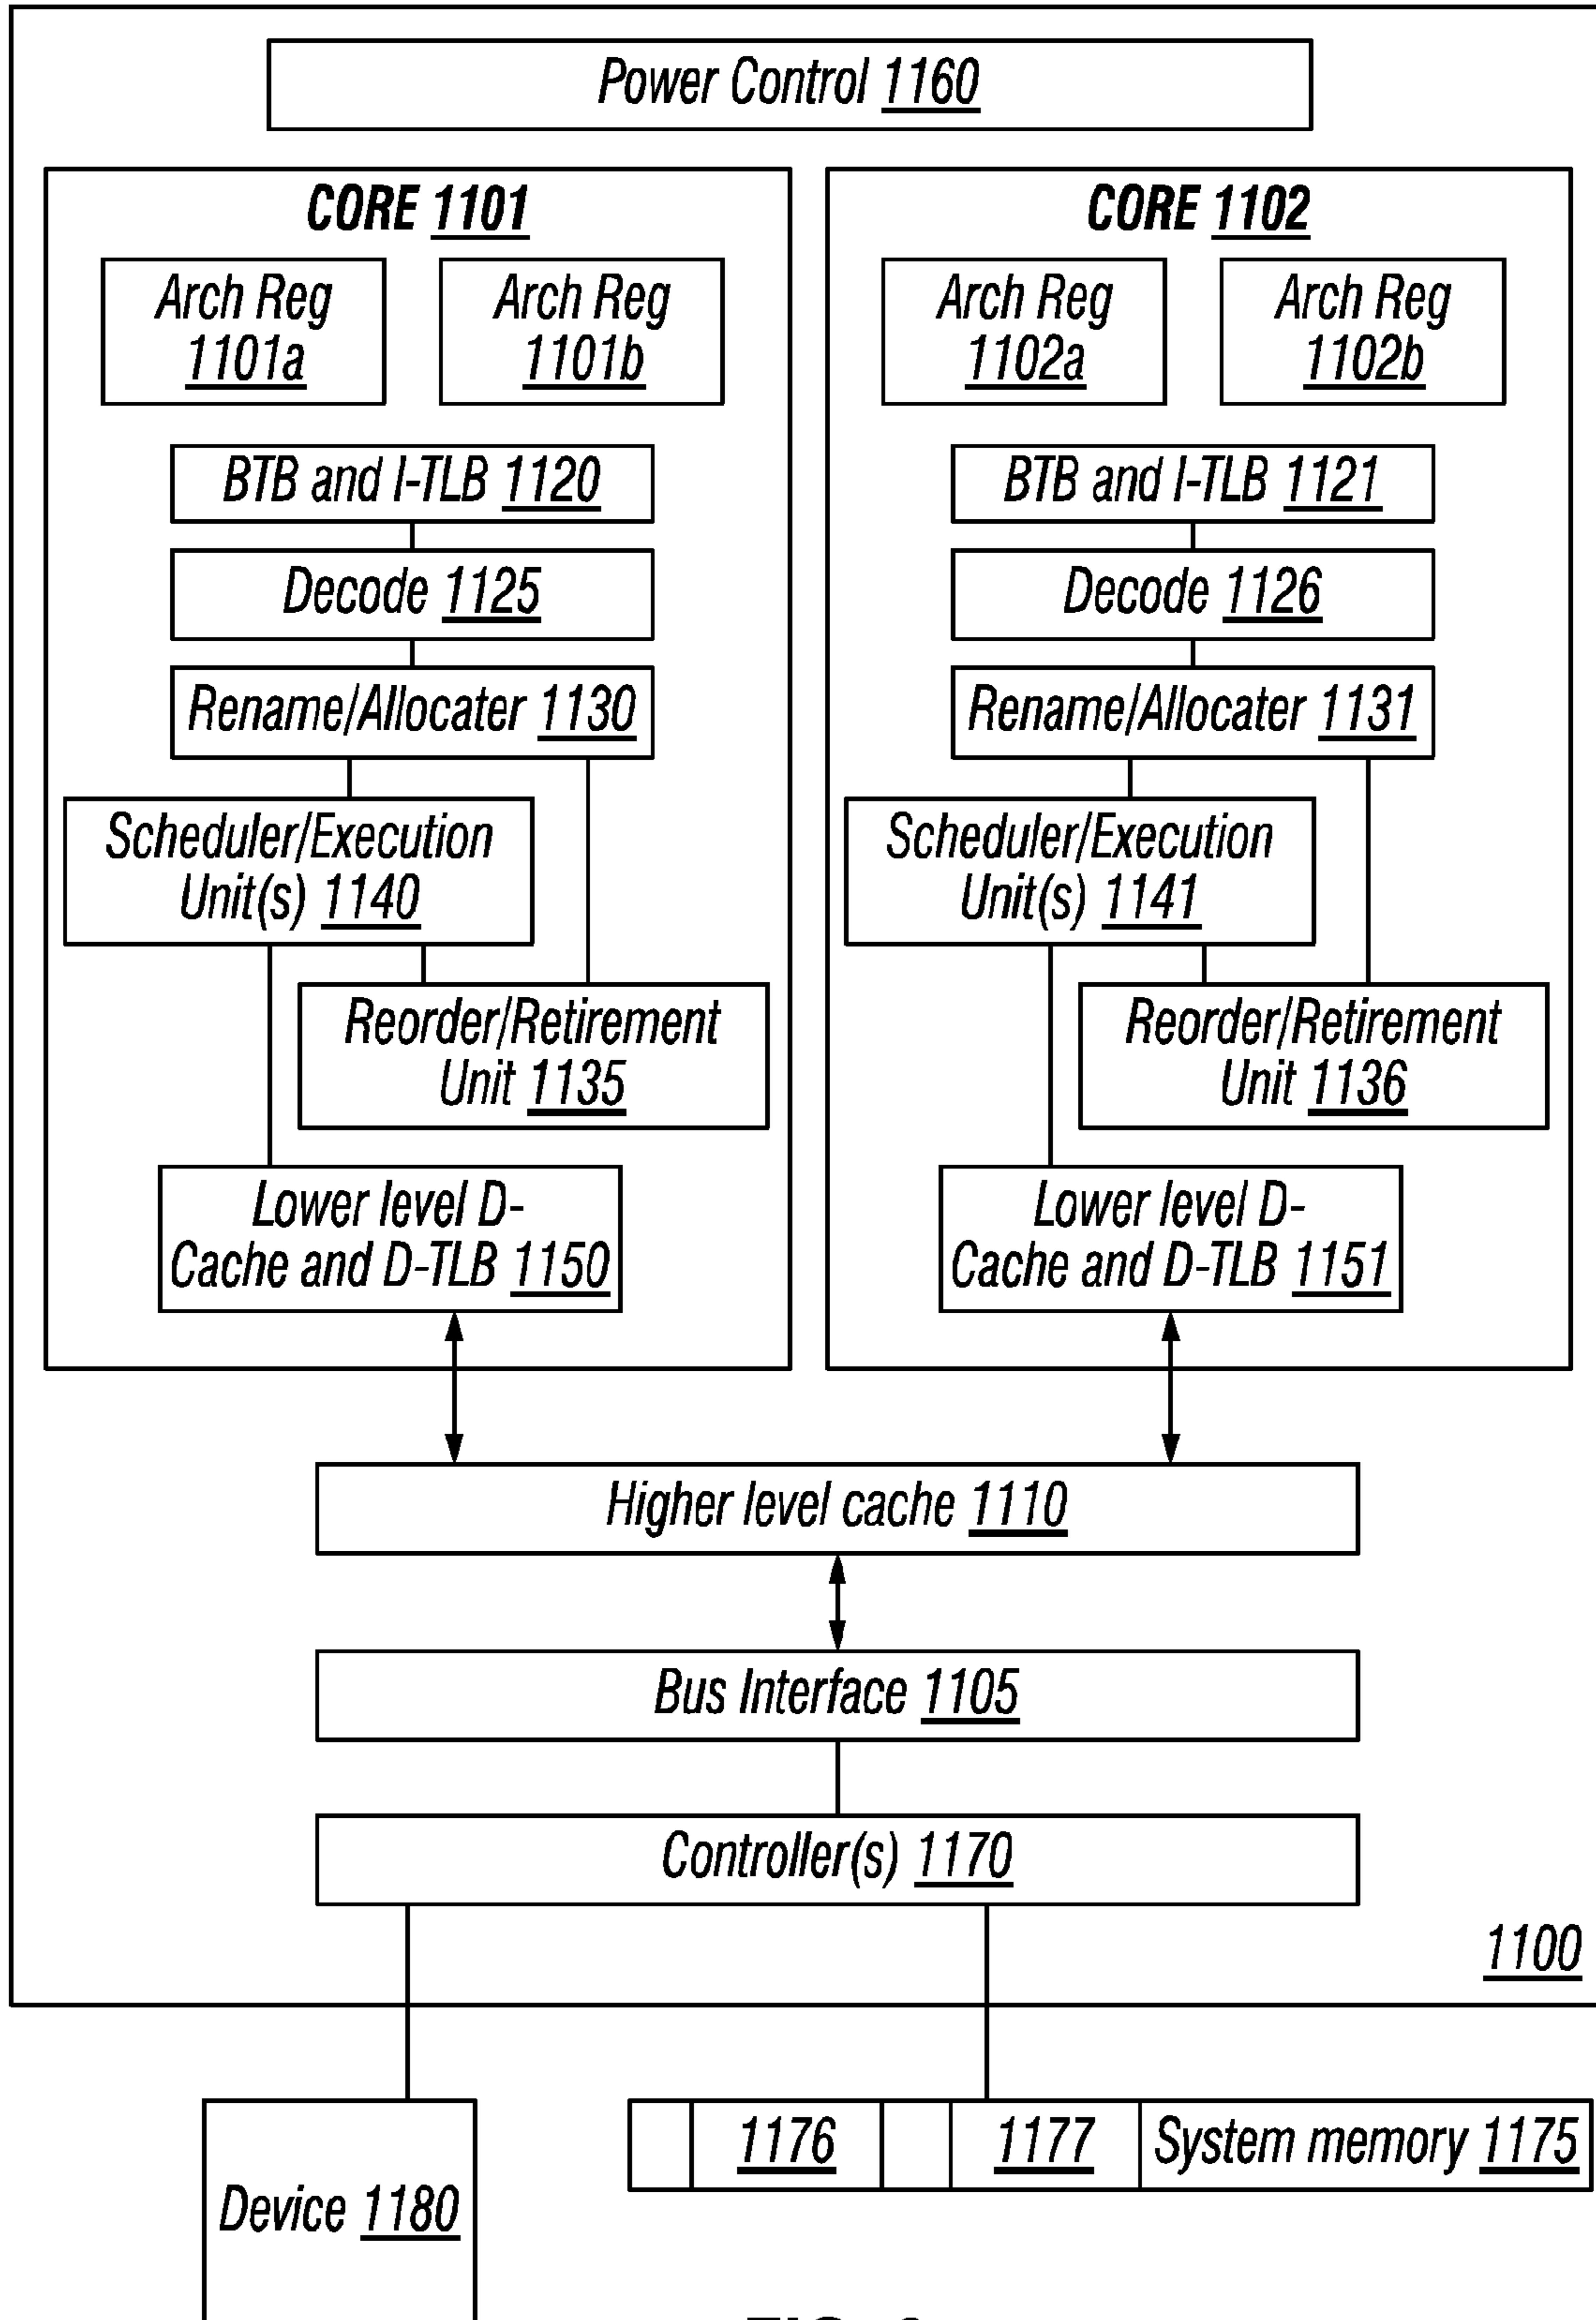 Power Control 1160
CORE 1101
Arch Reg
1101a
Arch Reg
1101b
BTB and I-TLB 1120
Decode 1125
Rename/Allocater 1130
Scheduler/Execution
Unit(s) 1140
Reorder/Retirement
Unit 1135
Lower level D-
Cache and D-TLB 1150
CORE 1102
Arch Reg
1102a
Arch Reg
1102b
BTB and I-TLB 1121
Decode 1126
Rename/Allocater 1131
Scheduler/Execution
Unit(s) 1141
Reorder/Retirement
Unit 1136
Lower level D-
Cache and D-TLB 1151
Higher level cache 1110
Bus Interface 1105
Controller(s) 1170
1100
1176
1177
System memory 1175
Device 1180